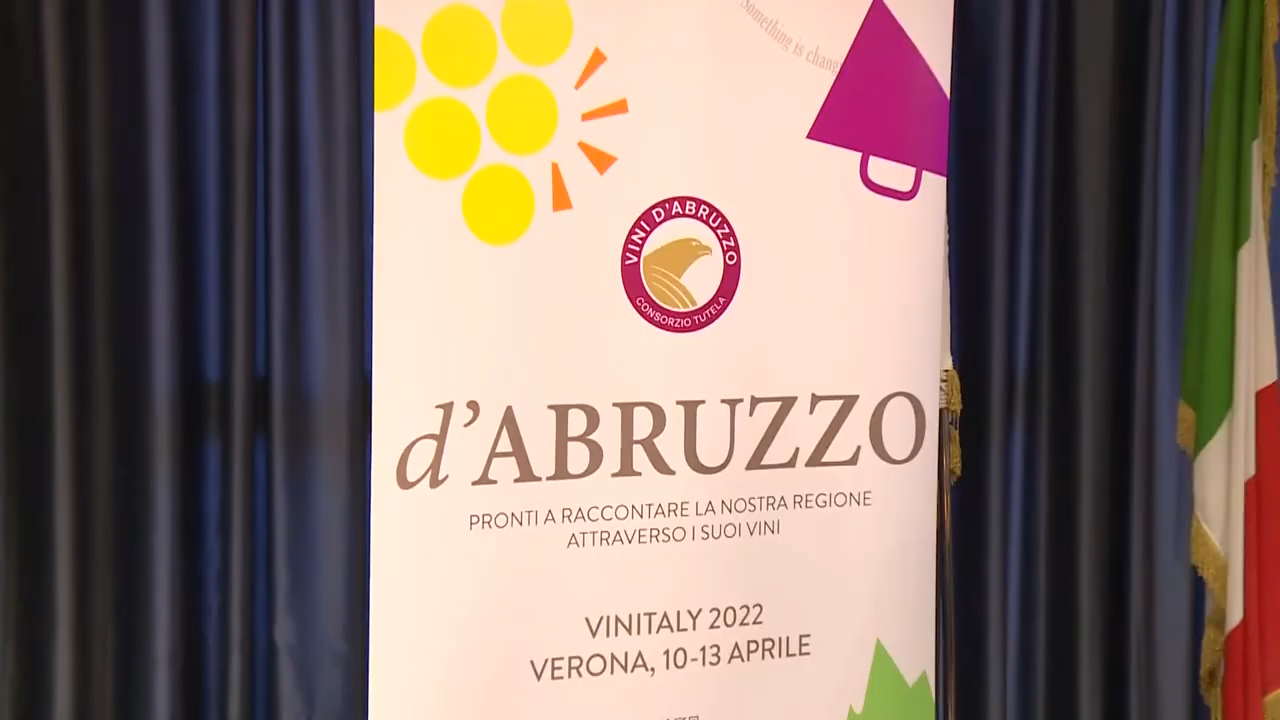 Something is
VINI D'ABRUZZO
CONSORZIO TUTELA
d'ABRUZZO
PRONTI A RACCONTARE LA NOSTRA REGIONE
ATTRAVERSO I SUOI VINI
VINITALY 2022
VERONA, 10-13 APRILE